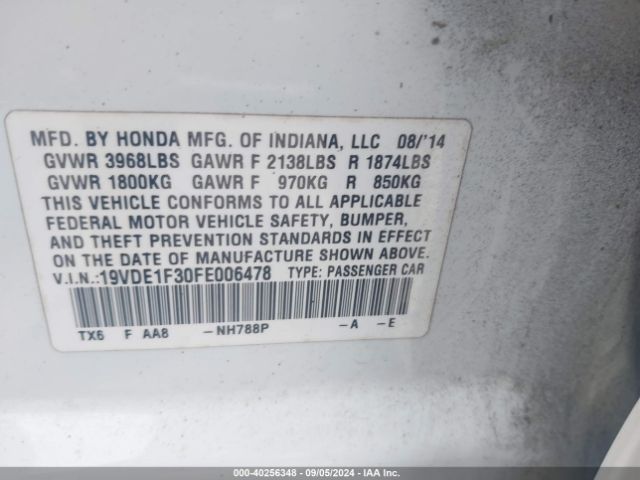 MFD. BY HONDA MFG. OF INDIANA, LLC 08/'14
GVWR 3968LBS GAWR F 2138LBS R 1874LBS
GVWR 1800KG GAWR F 970KG R 850KG
THIS VEHICLE CONFORMS TO ALL APPLICABLE
FEDERAL MOTOR VEHICLE SAFETY, BUMPER,
AND THEFT PREVENTION STANDARDS IN EFFECT
ON THE DATE OF MANUFACTURE SHOWN ABOVE.
V.I.N.:19VDE1F30FE006478 TYPE: PASSENGER CAR
TX6 F AA8 -NH788P -A -E
000-40256348 - 09/05/2024 - IAA Inc.